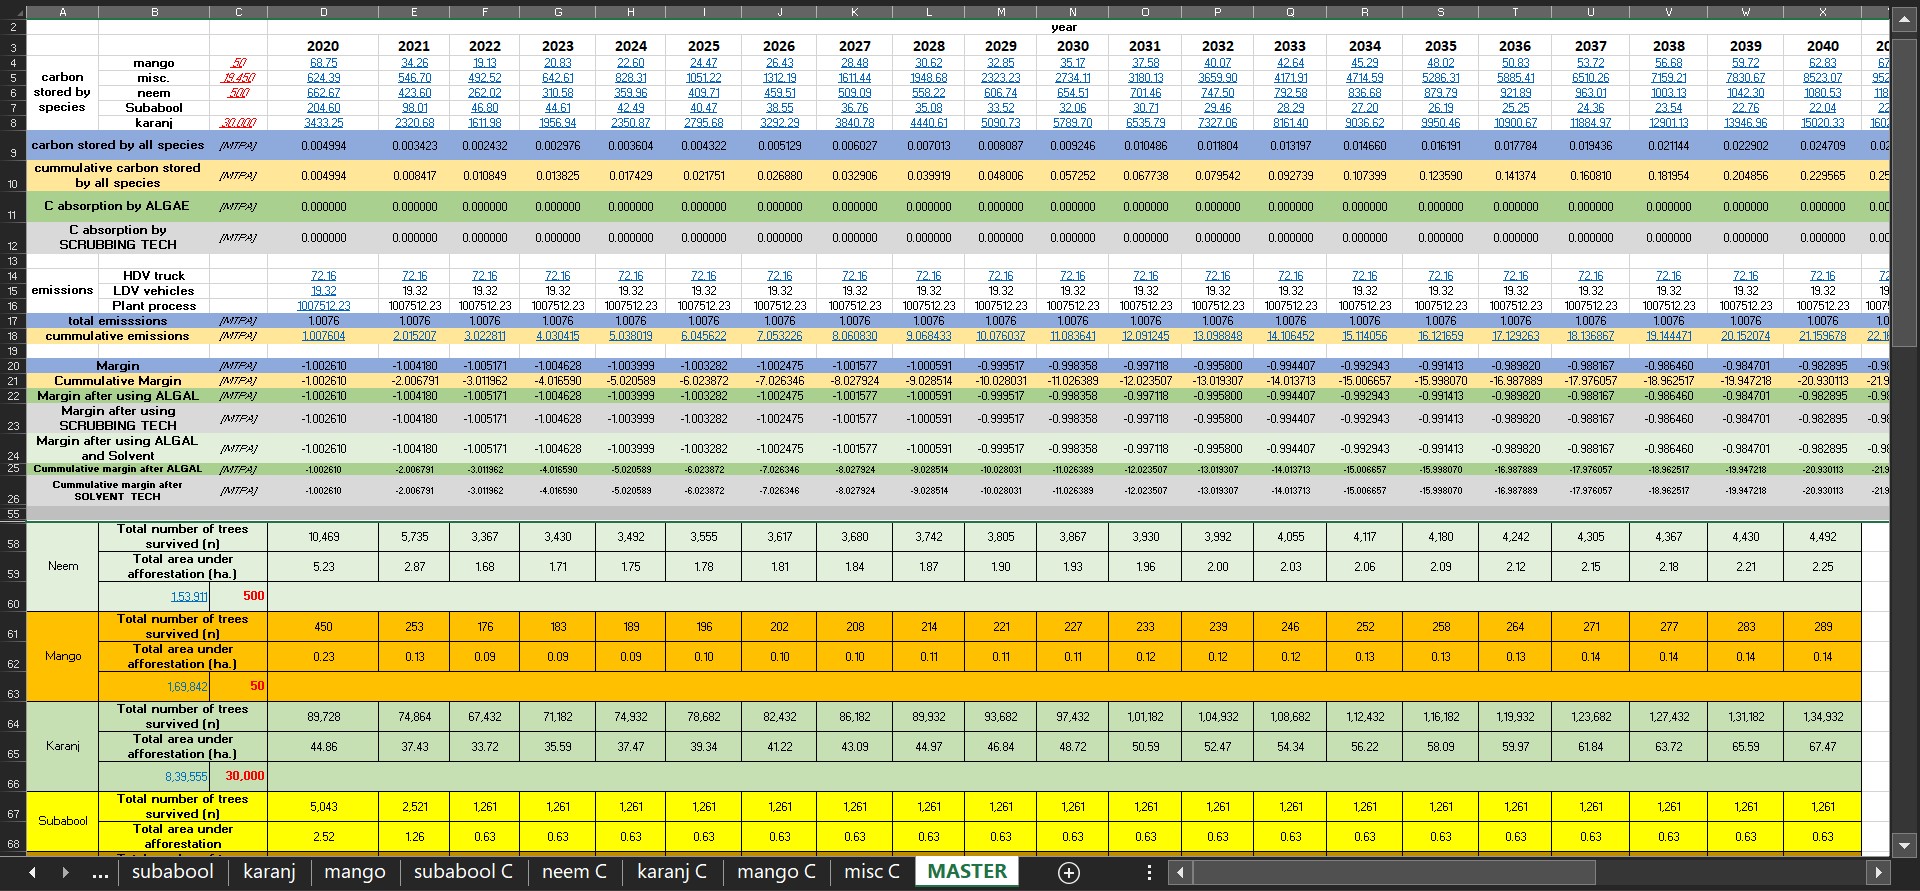 A B C D E F G H I J K L M N O P Q R S T U V W X
2 year
3 2020 2021 2022 2023 2024 2025 2026 2027 2028 2029 2030 2031 2032 2033 2034 2035 2036 2037 2038 2039 2040 20
4 mango 50 68.75 34.26 19.13 20.83 22.60 24.47 26.43 28.48 30.62 32.85 35.17 37.58 40.07 42.64 45.29 48.02 50.83 53.72 56.68 59.72 62.83 67
carbon stored by species
5 misc. 19,450 624.39 546.70 492.52 642.61 828.31 1051.22 1312.19 1611.44 1948.68 2323.23 2734.11 3180.13 3659.90 4171.91 4714.59 5286.31 5885.41 6510.26 7159.21 7830.67 8523.07 952
6 neem 500 662.67 423.60 262.02 310.58 359.96 409.71 459.51 509.09 558.22 606.74 654.51 701.46 747.50 792.58 836.68 879.79 921.89 963.01 1003.13 1042.30 1080.53 118
7 Subabool 204.60 98.01 46.80 44.61 42.49 40.47 38.55 36.76 35.08 33.52 32.06 30.71 29.46 28.29 27.20 26.19 25.25 24.36 23.54 22.76 22.04 22
8 karanj 30,000 3433.25 2320.68 1611.98 1956.94 2350.87 2795.68 3292.29 3840.78 4440.61 5090.73 5789.70 6535.79 7327.06 8161.40 9036.62 9950.46 10900.67 11884.97 12901.13 13946.96 15020.33 1602
9 carbon stored by all species [MTPA] 0.004994 0.003423 0.002432 0.002976 0.003604 0.004322 0.005129 0.006027 0.007013 0.008087 0.009246 0.010486 0.011804 0.013197 0.014660 0.016191 0.017784 0.019436 0.021144 0.022902 0.024709 0.02
10 cummulative carbon stored by all species [MTPA] 0.004994 0.008417 0.010849 0.013825 0.017429 0.021751 0.026880 0.032906 0.039919 0.048006 0.057252 0.067738 0.079542 0.092739 0.107399 0.123590 0.141374 0.160810 0.181954 0.204856 0.229565 0.25
11 C absorption by ALGAE [MTPA] 0.000000 0.000000 0.000000 0.000000 0.000000 0.000000 0.000000 0.000000 0.000000 0.000000 0.000000 0.000000 0.000000 0.000000 0.000000 0.000000 0.000000 0.000000 0.000000 0.000000 0.000000 0.00
12 C absorption by SCRUBBING TECH [MTPA] 0.000000 0.000000 0.000000 0.000000 0.000000 0.000000 0.000000 0.000000 0.000000 0.000000 0.000000 0.000000 0.000000 0.000000 0.000000 0.000000 0.000000 0.000000 0.000000 0.000000 0.000000 0.00
13
14 HDV truck 72.16 72.16 72.16 72.16 72.16 72.16 72.16 72.16 72.16 72.16 72.16 72.16 72.16 72.16 72.16 72.16 72.16 72.16 72.16 72.16 72.16 72
15 emissions LDV vehicles 19.32 19.32 19.32 19.32 19.32 19.32 19.32 19.32 19.32 19.32 19.32 19.32 19.32 19.32 19.32 19.32 19.32 19.32 19.32 19.32 19.32 19
16 Plant process 1007512.23 1007512.23 1007512.23 1007512.23 1007512.23 1007512.23 1007512.23 1007512.23 1007512.23 1007512.23 1007512.23 1007512.23 1007512.23 1007512.23 1007512.23 1007512.23 1007512.23 1007512.23 1007512.23 1007512.23 1007512.23 1007
17 total emisssions [MTPA] 1.0076 1.0076 1.0076 1.0076 1.0076 1.0076 1.0076 1.0076 1.0076 1.0076 1.0076 1.0076 1.0076 1.0076 1.0076 1.0076 1.0076 1.0076 1.0076 1.0076 1.0076 1.0
18 cummulative emissions [MTPA] 1.007604 2.015207 3.022811 4.030415 5.038019 6.045622 7.053226 8.060830 9.068433 10.076037 11.083641 12.091245 13.098848 14.106452 15.114056 16.121659 17.129263 18.136867 19.144471 20.152074 21.159678 22.16
19
20 Margin [MTPA] -1.002610 -1.004180 -1.005171 -1.004628 -1.003999 -1.003282 -1.002475 -1.001577 -1.000591 -0.999517 -0.998358 -0.997118 -0.995800 -0.994407 -0.992943 -0.991413 -0.989820 -0.988167 -0.986460 -0.984701 -0.982895 -0.98
21 Cummulative Margin [MTPA] -1.002610 -2.006791 -3.011962 -4.016590 -5.020589 -6.023872 -7.026346 -8.027924 -9.028514 -10.028031 -11.026389 -12.023507 -13.019307 -14.013713 -15.006657 -15.998070 -16.987889 -17.976057 -18.962517 -19.947218 -20.930113 -21.9
22 Margin after using ALGAL [MTPA] -1.002610 -1.004180 -1.005171 -1.004628 -1.003999 -1.003282 -1.002475 -1.001577 -1.000591 -0.999517 -0.998358 -0.997118 -0.995800 -0.994407 -0.992943 -0.991413 -0.989820 -0.988167 -0.986460 -0.984701 -0.982895 -0.98
23 Margin after using SCRUBBING TECH [MTPA] -1.002610 -1.004180 -1.005171 -1.004628 -1.003999 -1.003282 -1.002475 -1.001577 -1.000591 -0.999517 -0.998358 -0.997118 -0.995800 -0.994407 -0.992943 -0.991413 -0.989820 -0.988167 -0.986460 -0.984701 -0.982895 -0.98
24 Margin after using ALGAL and Solvent [MTPA] -1.002610 -1.004180 -1.005171 -1.004628 -1.003999 -1.003282 -1.002475 -1.001577 -1.000591 -0.999517 -0.998358 -0.997118 -0.995800 -0.994407 -0.992943 -0.991413 -0.989820 -0.988167 -0.986460 -0.984701 -0.982895 -0.98
25 Cummulative margin after ALGAL [MTPA] -1.002610 -2.006791 -3.011962 -4.016590 -5.020589 -6.023872 -7.026346 -8.027924 -9.028514 -10.028031 -11.026389 -12.023507 -13.019307 -14.013713 -15.006657 -15.998070 -16.987889 -17.976057 -18.962517 -19.947218 -20.930113 -21.9
26 Cummulative margin after SOLVENT TECH [MTPA] -1.002610 -2.006791 -3.011962 -4.016590 -5.020589 -6.023872 -7.026346 -8.027924 -9.028514 -10.028031 -11.026389 -12.023507 -13.019307 -14.013713 -15.006657 -15.998070 -16.987889 -17.976057 -18.962517 -19.947218 -20.930113 -21.9
55
58 Total number of trees survived (n) 10,469 5,735 3,367 3,430 3,492 3,555 3,617 3,680 3,742 3,805 3,867 3,930 3,992 4,055 4,117 4,180 4,242 4,305 4,367 4,430 4,492
59 Neem Total area under afforestation (ha.) 5.23 2.87 1.68 1.71 1.75 1.78 1.81 1.84 1.87 1.90 1.93 1.96 2.00 2.03 2.06 2.09 2.12 2.15 2.18 2.21 2.25
60 1,53,911 500
61 Total number of trees survived (n) 450 253 176 183 189 196 202 208 214 221 227 233 239 246 252 258 264 271 277 283 289
62 Mango Total area under afforestation (ha.) 0.23 0.13 0.09 0.09 0.09 0.10 0.10 0.10 0.11 0.11 0.11 0.12 0.12 0.12 0.13 0.13 0.13 0.14 0.14 0.14 0.14
63 1,69,842 50
64 Total number of trees survived (n) 89,728 74,864 67,432 71,182 74,932 78,682 82,432 86,182 89,932 93,682 97,432 1,01,182 1,04,932 1,08,682 1,12,432 1,16,182 1,19,932 1,23,682 1,27,432 1,31,182 1,34,932
65 Karanj Total area under afforestation (ha.) 44.86 37.43 33.72 35.59 37.47 39.34 41.22 43.09 44.97 46.84 48.72 50.59 52.47 54.34 56.22 58.09 59.97 61.84 63.72 65.59 67.47
66 8,39,555 30,000
67 Subabool Total number of trees survived (n) 5,043 2,521 1,261 1,261 1,261 1,261 1,261 1,261 1,261 1,261 1,261 1,261 1,261 1,261 1,261 1,261 1,261 1,261 1,261 1,261 1,261
68 Total area under afforestation 2.52 1.26 0.63 0.63 0.63 0.63 0.63 0.63 0.63 0.63 0.63 0.63 0.63 0.63 0.63 0.63 0.63 0.63 0.63 0.63 0.63
... subabool karanj mango subabool C neem C karanj C mango C misc C MASTER